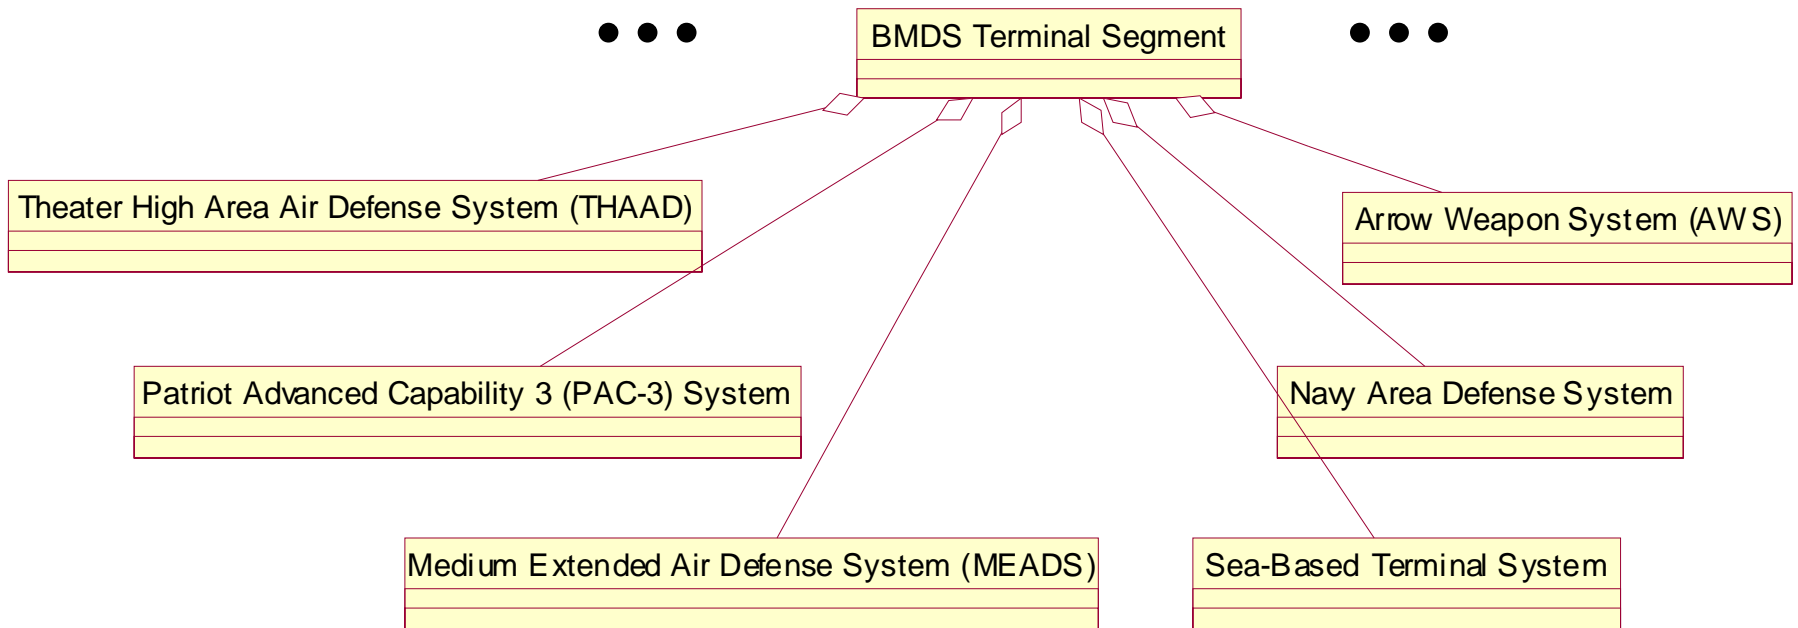 ● ● ● BMDS Terminal Segment ● ● ●
Theater High Area Air Defense System (THAAD)
Arrow Weapon System (AWS)
Patriot Advanced Capability 3 (PAC-3) System
Navy Area Defense System
Medium Extended Air Defense System (MEADS)
Sea-Based Terminal System